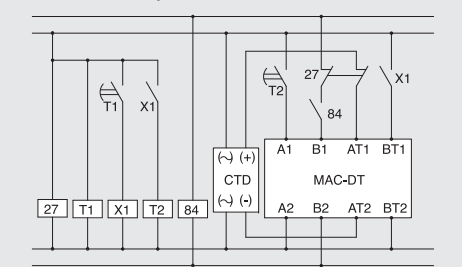 27
84
T2
X1
T1
X1
A1 B1 AT1 BT1
(~) (+)
CTD
(~) (-)
MAC-DT
A2 B2 AT2 BT2
27 T1 X1 T2 84